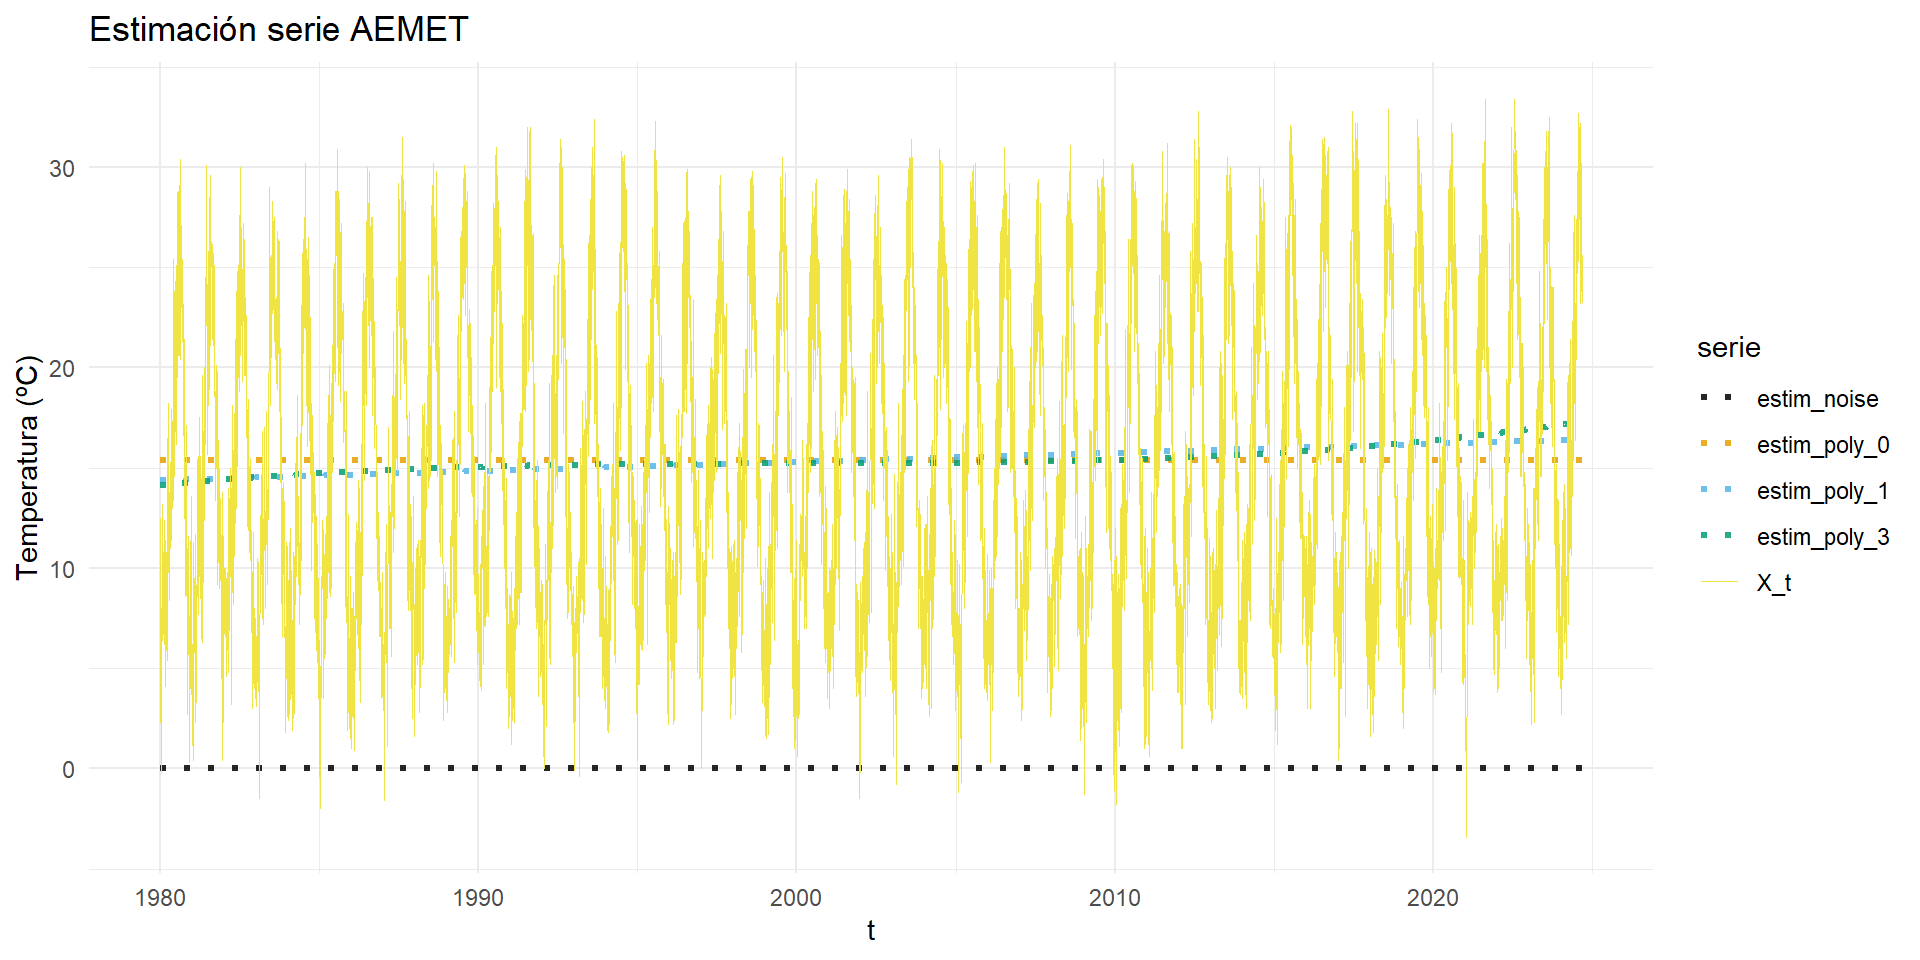 Estimación serie AEMET
Temperatura (ºC)
30
20
10
0
1980
1990
2000
2010
2020
t
serie
estim_noise
estim_poly_0
estim_poly_1
estim_poly_3
X_t